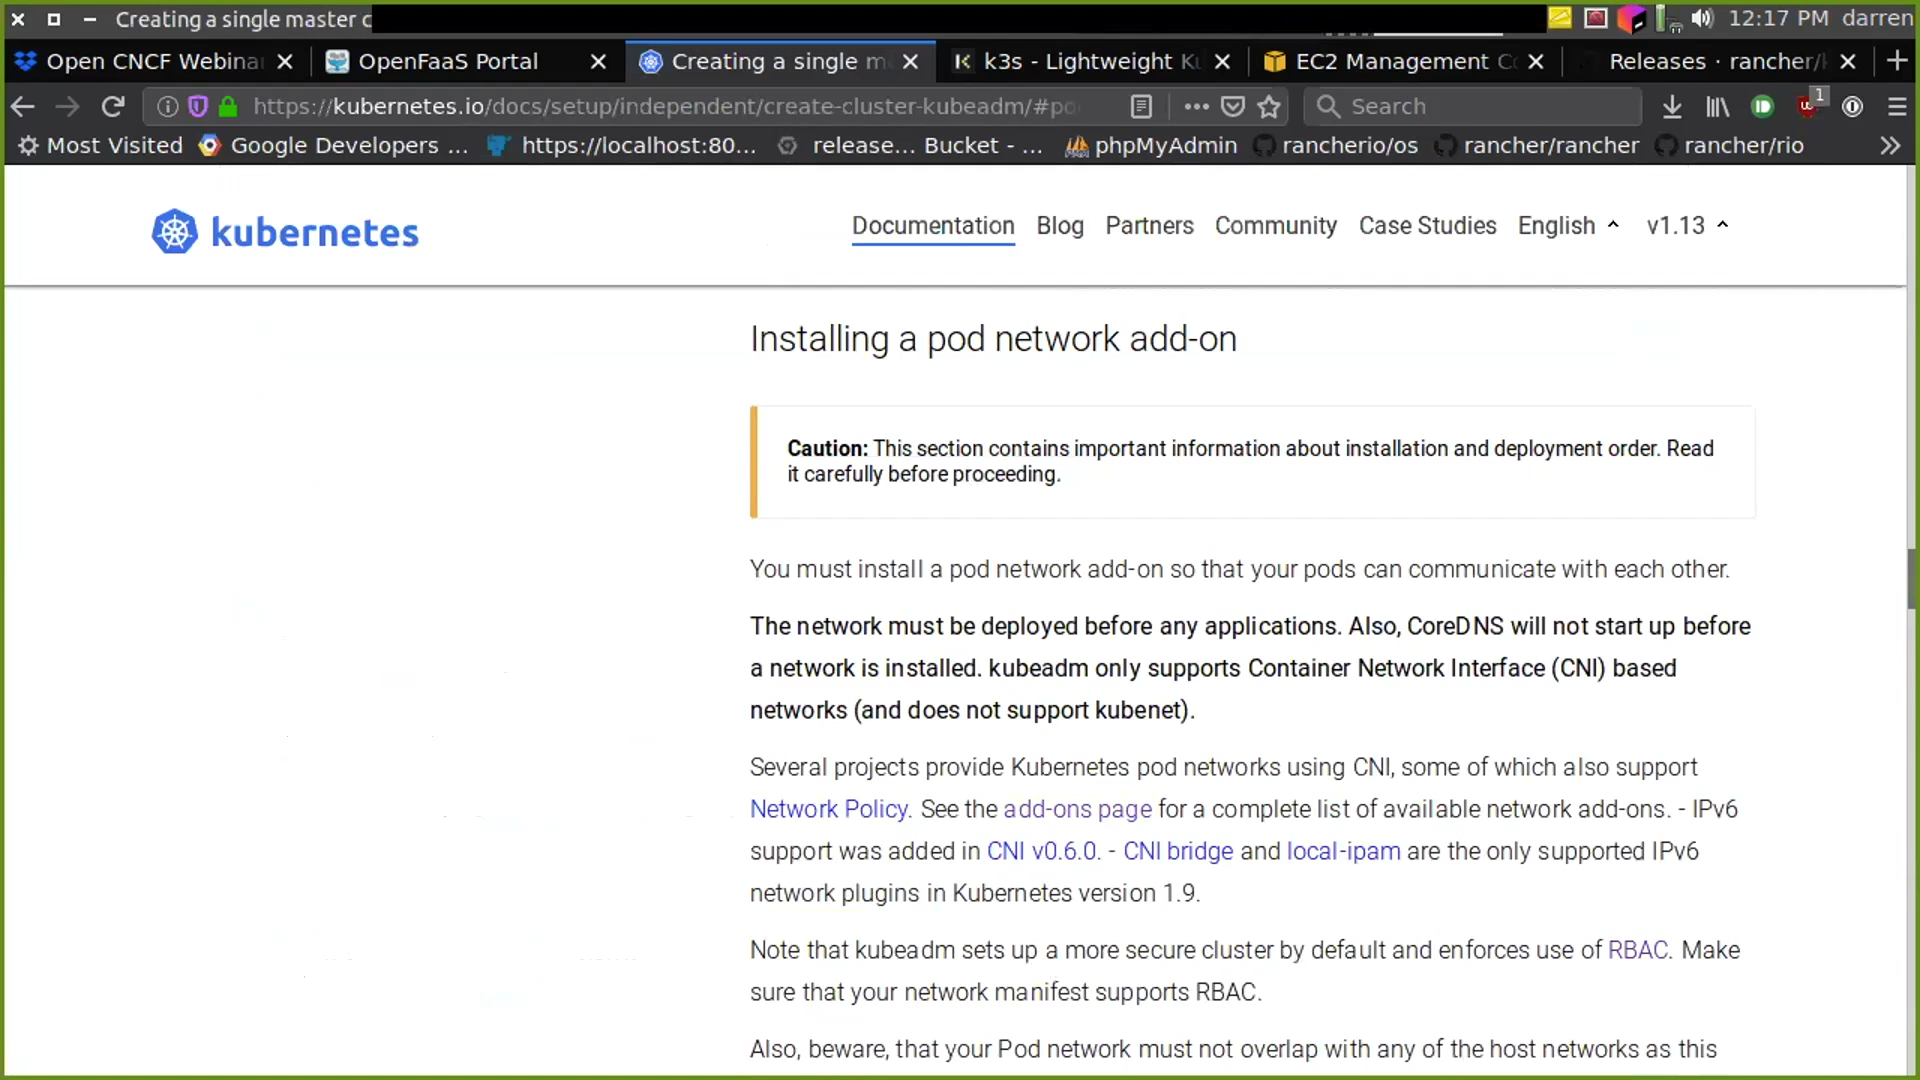 Creating a single master c
12:17 PM darren
Open CNCF Webina
OpenFaaS Portal
Creating a single m
k3s - Lightweight Ku
EC2 Management Co
Releases · rancher/
https://kubernetes.io/docs/setup/independent/create-cluster-kubeadm/#po
Search
1
Most Visited
Google Developers ...
https://localhost:80...
release... Bucket - ...
phpMyAdmin
rancherio/os
rancher/rancher
rancher/rio
kubernetes
Documentation Blog Partners Community Case Studies English v1.13
Installing a pod network add-on
Caution: This section contains important information about installation and deployment order. Read
it carefully before proceeding.
You must install a pod network add-on so that your pods can communicate with each other.
The network must be deployed before any applications. Also, CoreDNS will not start up before
a network is installed. kubeadm only supports Container Network Interface (CNI) based
networks (and does not support kubenet).
Several projects provide Kubernetes pod networks using CNI, some of which also support
Network Policy. See the add-ons page for a complete list of available network add-ons. - IPv6
support was added in CNI v0.6.0. - CNI bridge and local-ipam are the only supported IPv6
network plugins in Kubernetes version 1.9.
Note that kubeadm sets up a more secure cluster by default and enforces use of RBAC. Make
sure that your network manifest supports RBAC.
Also, beware, that your Pod network must not overlap with any of the host networks as this